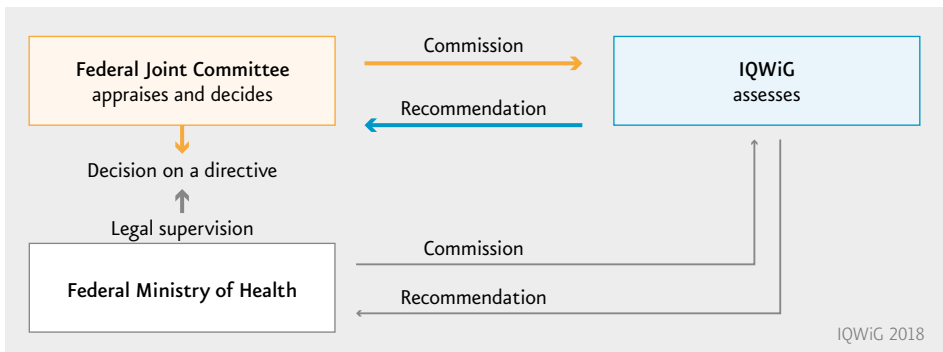 Federal Joint Committee
appraises and decides
Commission
IQWiG
assesses
Recommendation
Decision on a directive
Legal supervision
Federal Ministry of Health
Commission
Recommendation
IQWiG 2018